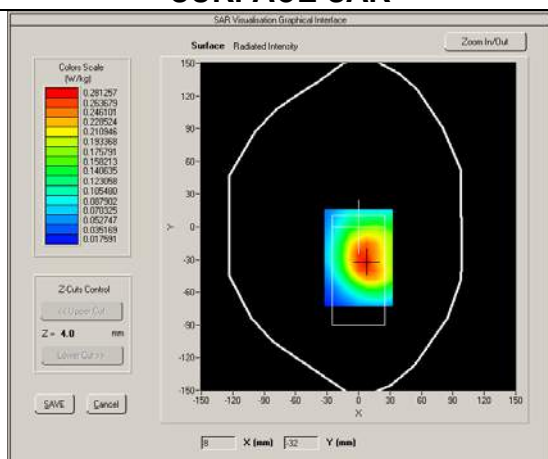 SURFACE SAR
SAR Visualisation Graphical Interface
Surface Radiated Intensity
Zoom In/Out
Colors Scale
(W/kg)
0.281257
0.263679
0.246101
0.228524
0.210946
0.193368
0.175791
0.158213
0.140635
0.123058
0.105480
0.087902
0.070325
0.052747
0.035169
0.017591
Z-Cuts Control
<< Upper Cut
Z = 4.0 mm
Lower Cut >>
SAVE Cancel
150
120
90
60
30
Y
0
-30
-60
-90
-120
-150
-150 -120 -90 -60 -30 0 30 60 90 120 150
X
8 X (mm) -32 Y (mm)